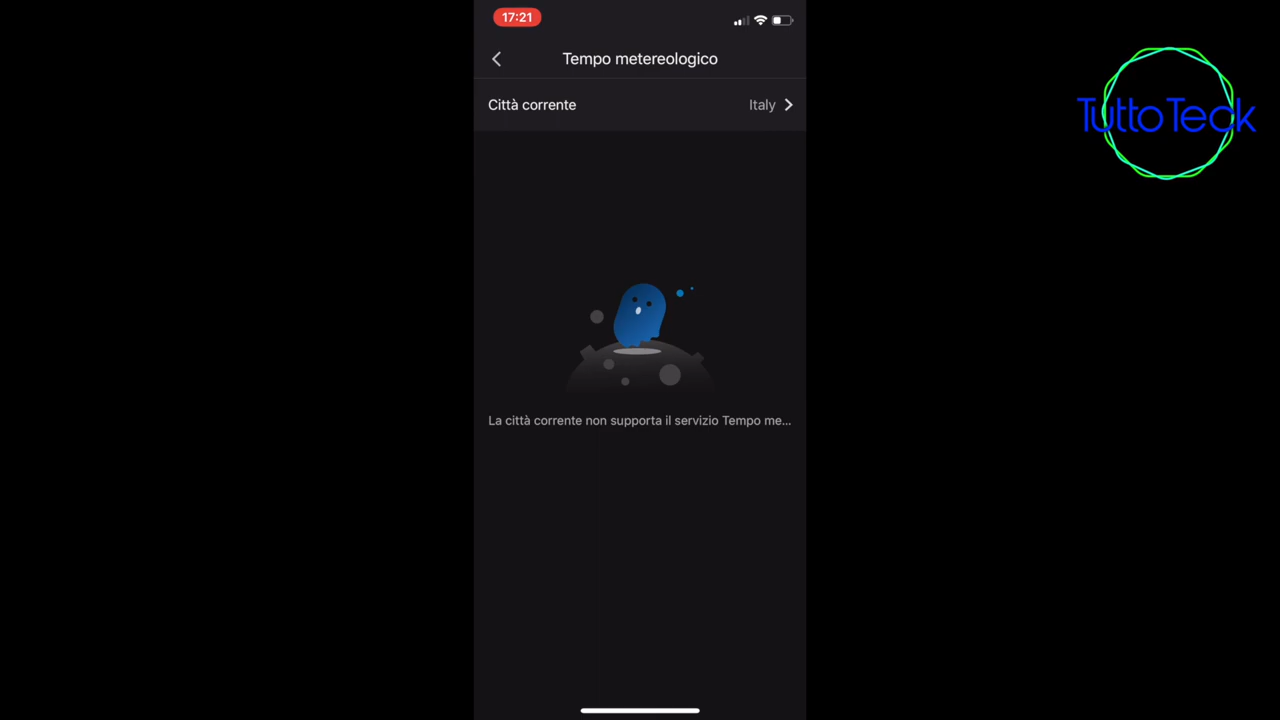 17:21
Tempo metereologico
Città corrente
Italy
La città corrente non supporta il servizio Tempo me...
TuttoTeck